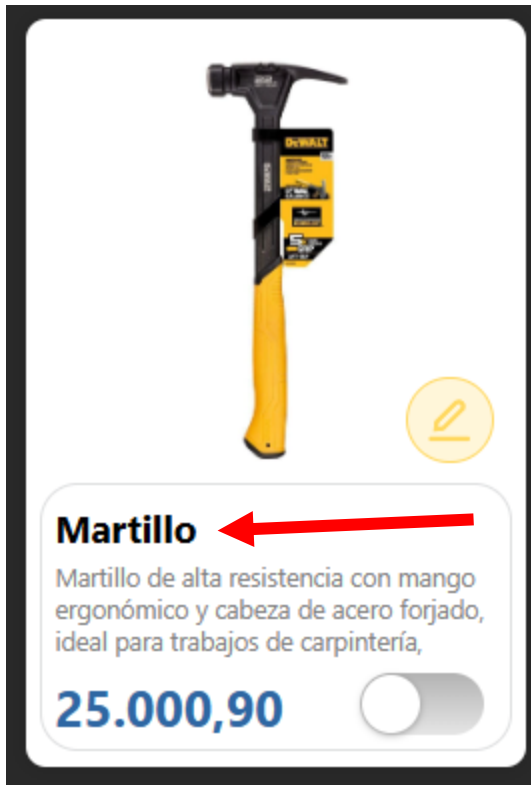 DEWALT
Martillo
Martillo de alta resistencia con mango
ergonómico y cabeza de acero forjado,
ideal para trabajos de carpintería,
25.000,90